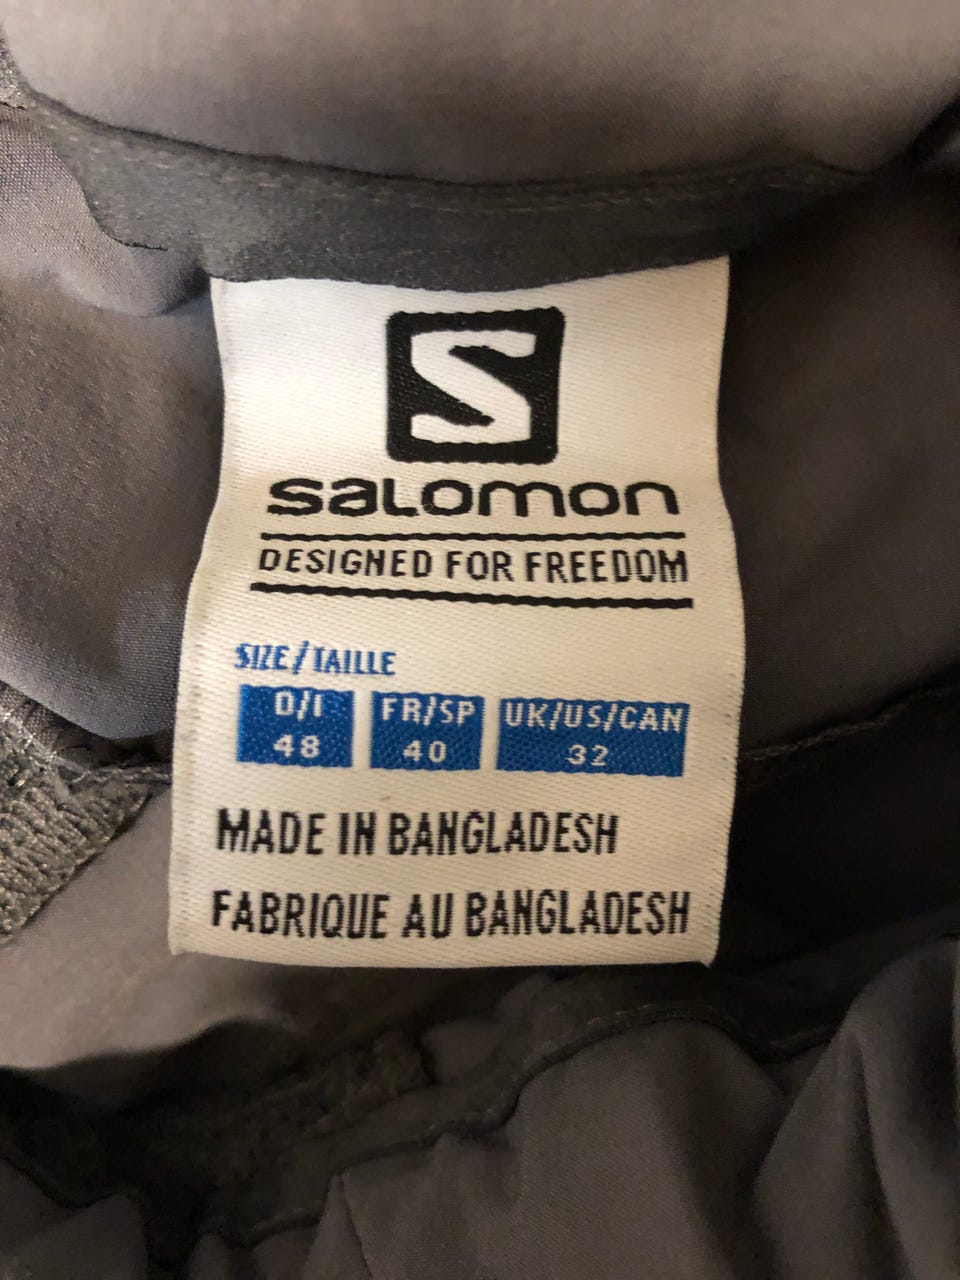 S
SALOMON
DESIGNED FOR FREEDOM
SIZE/TAILLE
D/I FR/SP UK/US/CAN
48 40 32
MADE IN BANGLADESH
FABRIQUE AU BANGLADESH